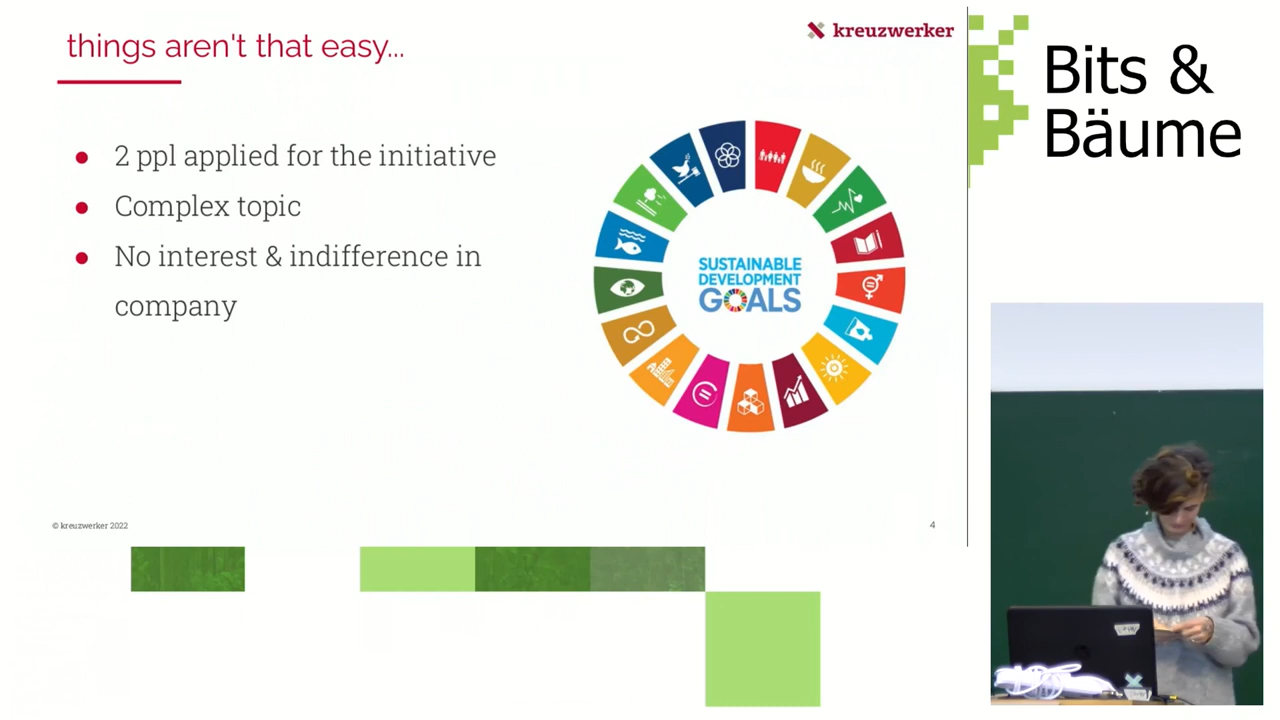 things aren't that easy...
kreuzwerker
● 2 ppl applied for the initiative
● Complex topic
● No interest & indifference in
company
SUSTAINABLE
DEVELOPMENT
GOALS
© kreuzwerker 2022
4
Bits &
Bäume